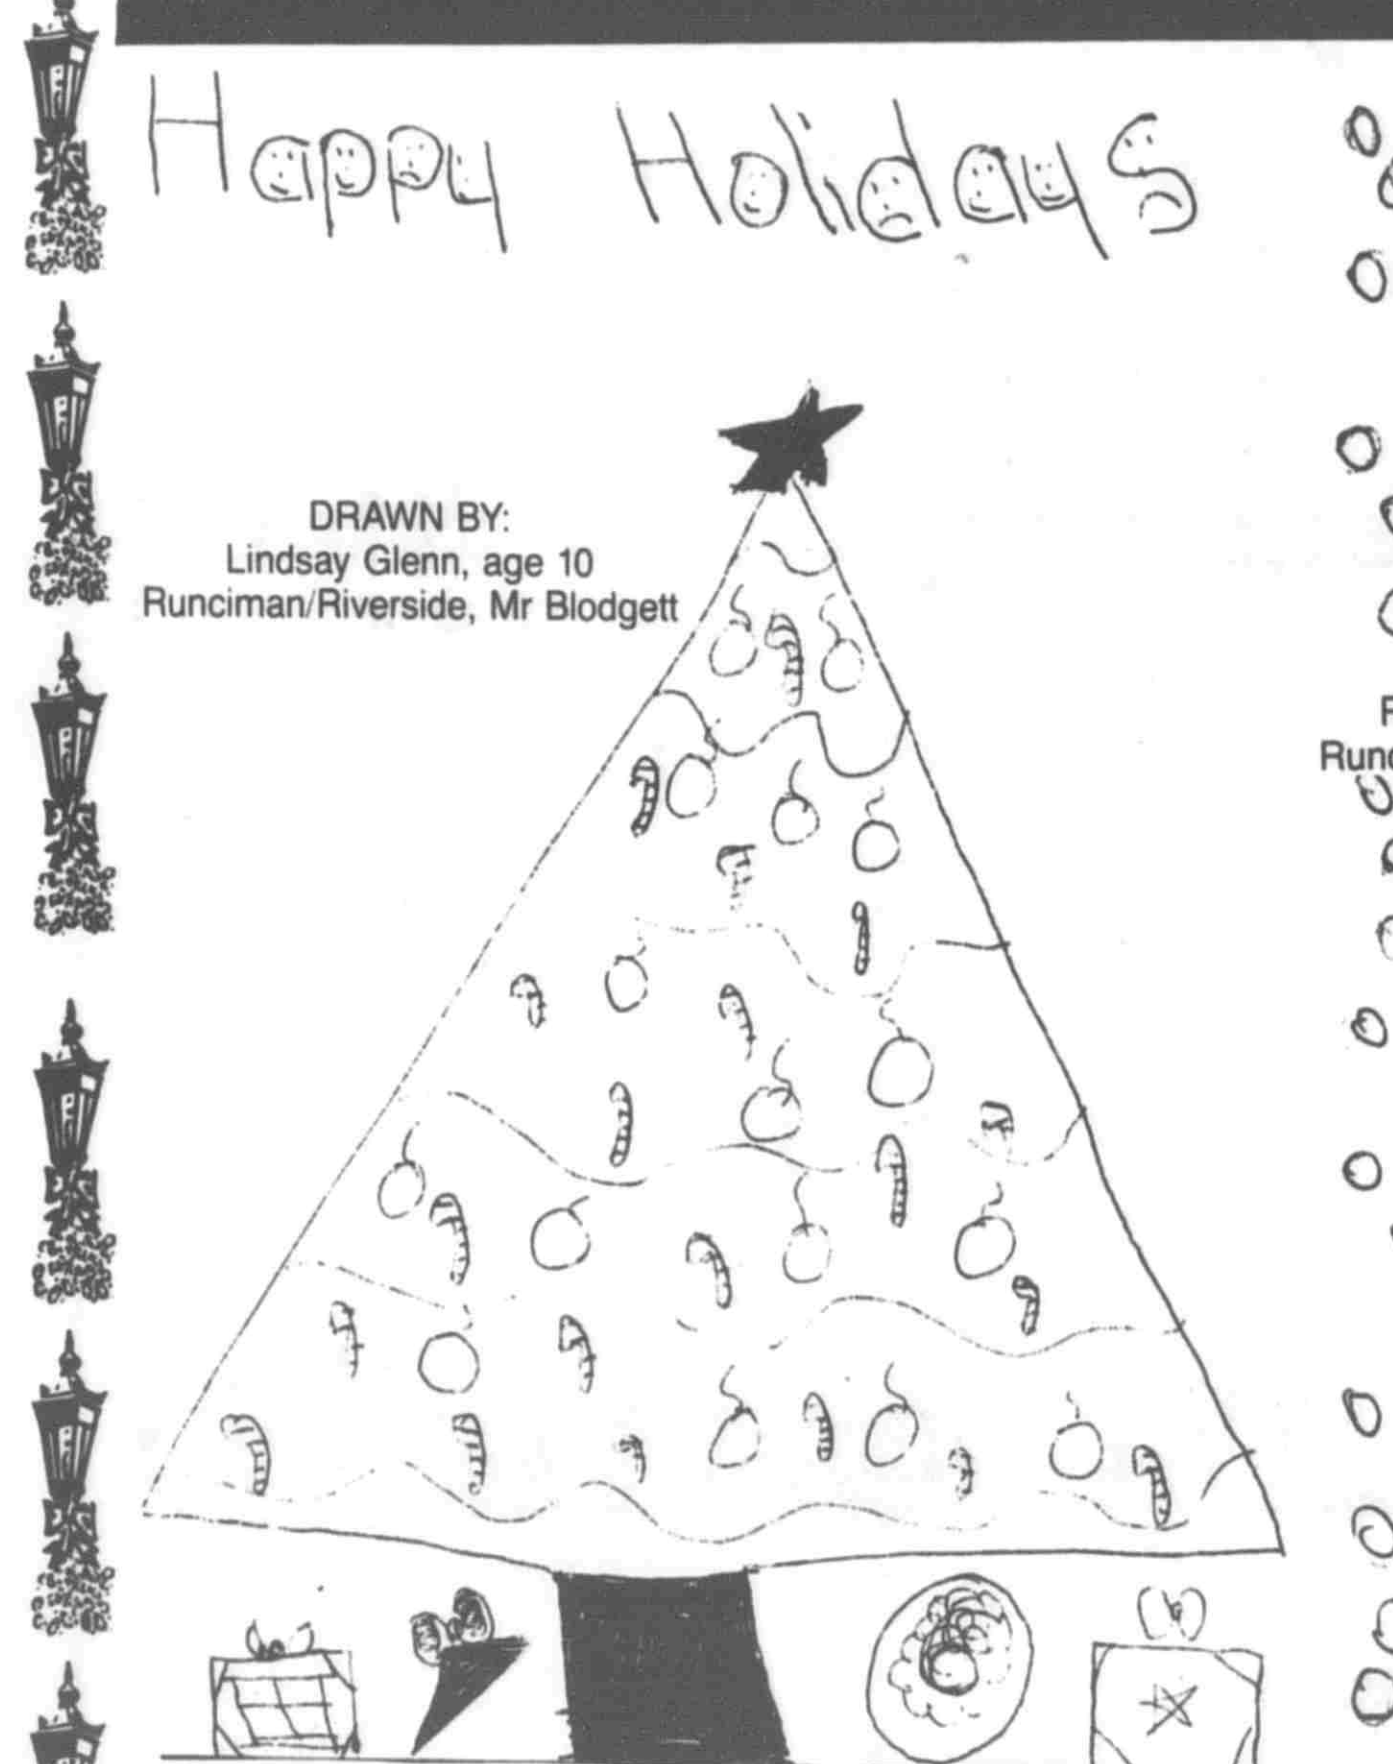 Happy Holidays
DRAWN BY:
Lindsay Glenn, age 10
Runciman/Riverside, Mr Blodgett